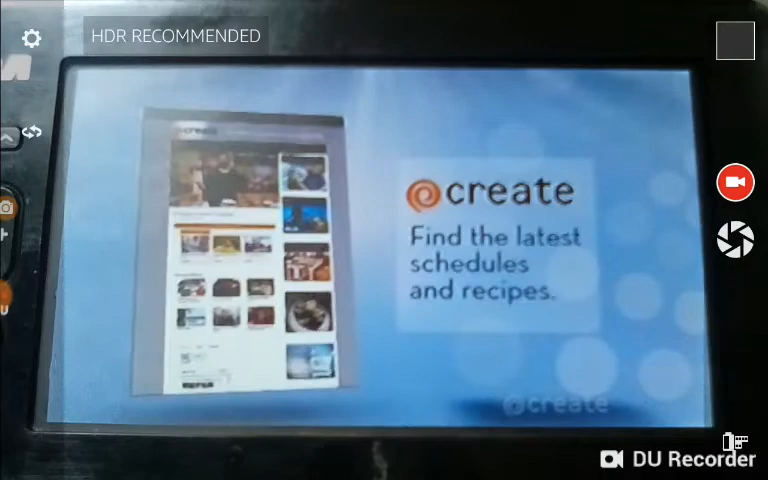 HDR RECOMMENDED
create
Find the latest
schedules
and recipes.
create
DU Recorder